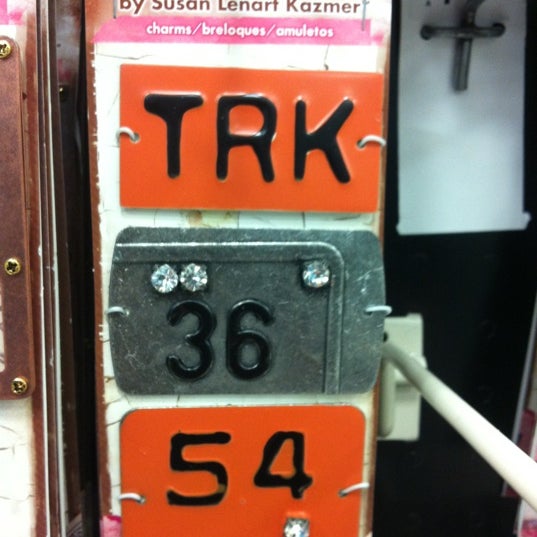 by Susan Lenart Kazmer
charms/breloques/amuletos
TRK
36
54